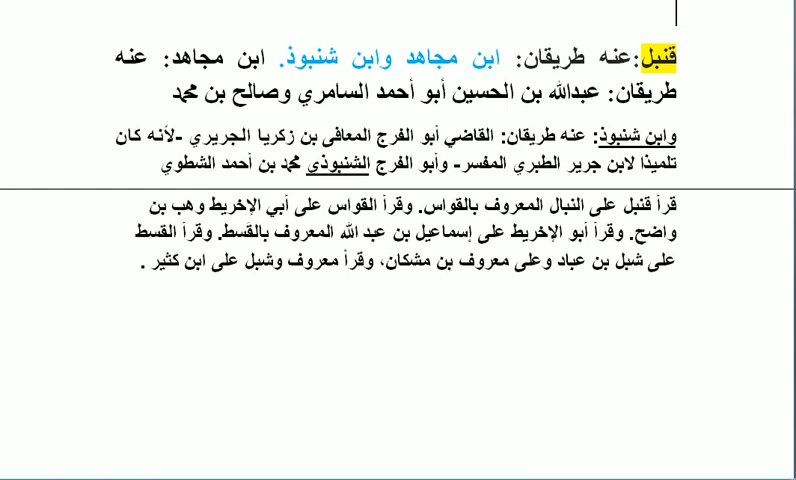 قنبل:عنه طريقان: ابن مجاهد وابن شنبوذ. ابن مجاهد: عنه
طريقان: عبدالله بن الحسين أبو أحمد السامري وصالح بن محمد
وابن شنبوذ: عنه طريقان: القاضي أبو الفرج المعافى بن زكريا الجريري -لأنه كان
تلميذا لابن جرير الطبري المفسر- وأبو الفرج الشنبوذي محمد بن أحمد الشطوي
قرأ قنبل على النبال المعروف بالقواس. وقرأ القواس على أبي الإخريط وهب بن
واضح. وقرأ أبو الإخريط على إسماعيل بن عبد الله المعروف بالقسط. وقرأ القسط
على شبل بن عباد وعلى معروف بن مشكان، وقرأ معروف وشبل على ابن كثير .